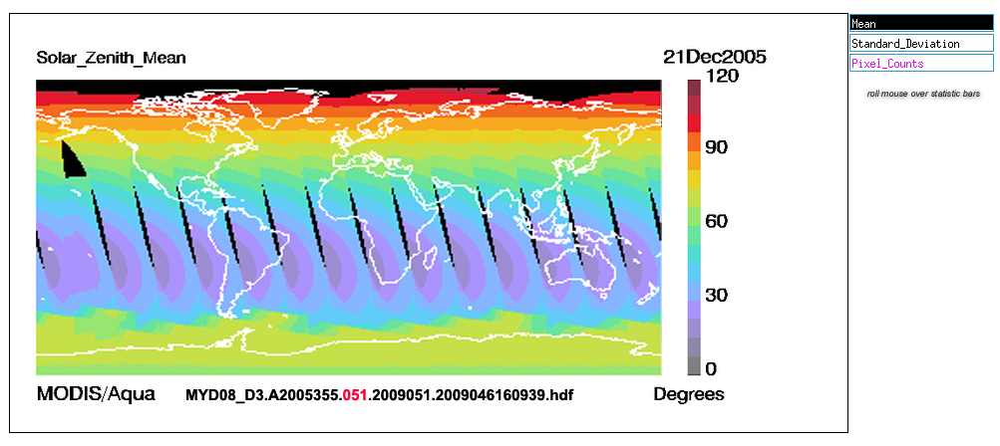 Mean
Standard_Deviation
Pixel_Counts
roll mouse over statistic bars
Solar_Zenith_Mean
21Dec2005
120
90
60
30
0
MODIS/Aqua
MYD08_D3.A2005355.051.2009051.2009046160939.hdf
Degrees